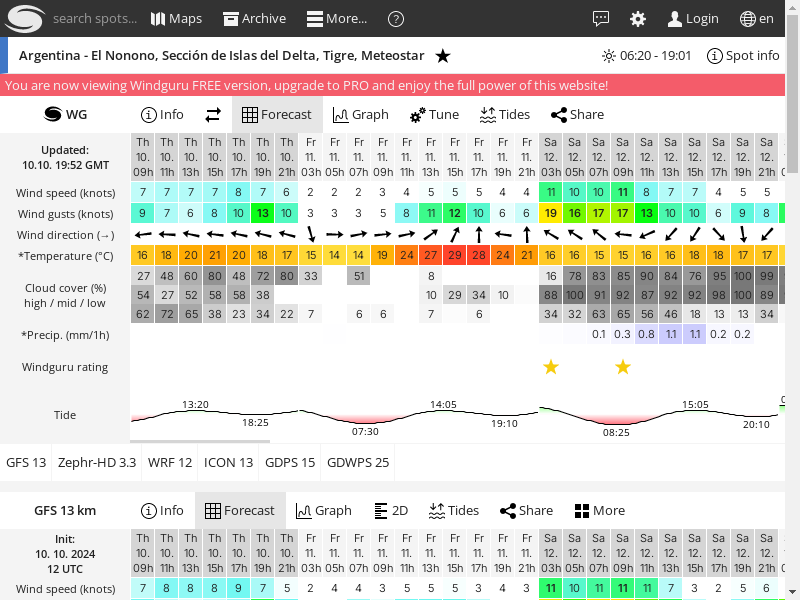 search spots... Maps Archive More... ? Login en
Argentina - El Nonono, Sección de Islas del Delta, Tigre, Meteostar ★ 06:20 - 19:01 Spot info
You are now viewing Windguru FREE version, upgrade to PRO and enjoy the full power of this website!
WG Info Forecast Graph Tune Tides Share
Updated:
10.10. 19:52 GMT
Th Th Th Th Th Th Th Fr Fr Fr Fr Fr Fr Fr Fr Fr Fr Sa Sa Sa Sa Sa Sa Sa Sa Sa Sa
10. 10. 10. 10. 10. 10. 10. 11. 11. 11. 11. 11. 11. 11. 11. 11. 11. 12. 12. 12. 12. 12. 12. 12. 12. 12. 12.
09h 11h 13h 15h 17h 19h 21h 03h 05h 07h 09h 11h 13h 15h 17h 19h 21h 03h 05h 07h 09h 11h 13h 15h 17h 19h 21h
Wind speed (knots) 7 7 7 7 8 7 6 2 2 2 3 4 5 5 5 4 4 11 10 10 11 8 7 7 4 5 5
Wind gusts (knots) 9 7 6 8 10 13 10 3 3 3 5 8 11 12 10 6 6 19 16 17 17 13 10 10 6 9 8
Wind direction (→)
*Temperature (°C) 16 18 20 21 20 18 17 15 14 14 19 24 27 29 28 24 21 16 16 15 15 16 16 18 18 17 17
Cloud cover (%)
high / mid / low
27 48 60 80 48 72 80 33 51 8 16 78 83 85 90 84 76 95 100 99
54 27 52 58 58 38 10 29 34 10 88 100 91 92 87 92 92 98 100 89
62 72 65 38 23 34 22 7 6 6 7 6 34 32 63 65 56 46 18 13 13 34
*Precip. (mm/1h) 0.1 0.3 0.8 1.1 1.1 0.2 0.2
Windguru rating
Tide 13:20 18:25 07:30 14:05 19:10 08:25 15:05 20:10
GFS 13 Zephr-HD 3.3 WRF 12 ICON 13 GDPS 15 GDWPS 25
GFS 13 km Info Forecast Graph 2D Tides Share More
Init:
10. 10. 2024
12 UTC
Th Th Th Th Th Th Th Fr Fr Fr Fr Fr Fr Fr Fr Fr Fr Sa Sa Sa Sa Sa Sa Sa Sa Sa Sa
10. 10. 10. 10. 10. 10. 10. 11. 11. 11. 11. 11. 11. 11. 11. 11. 11. 12. 12. 12. 12. 12. 12. 12. 12. 12. 12.
09h 11h 13h 15h 17h 19h 21h 03h 05h 07h 09h 11h 13h 15h 17h 19h 21h 03h 05h 07h 09h 11h 13h 15h 17h 19h 21h
Wind speed (knots) 7 8 8 8 9 7 5 2 4 4 3 5 5 5 3 4 3 11 10 11 11 11 7 3 2 5 6